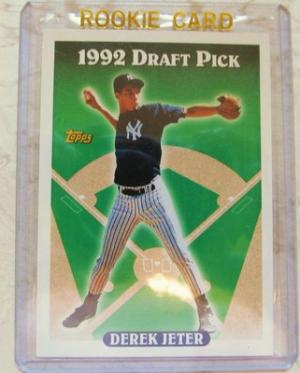 ROOKIE CARD
1992 DRAFT PICK
NY
Topps
DEREK JETER